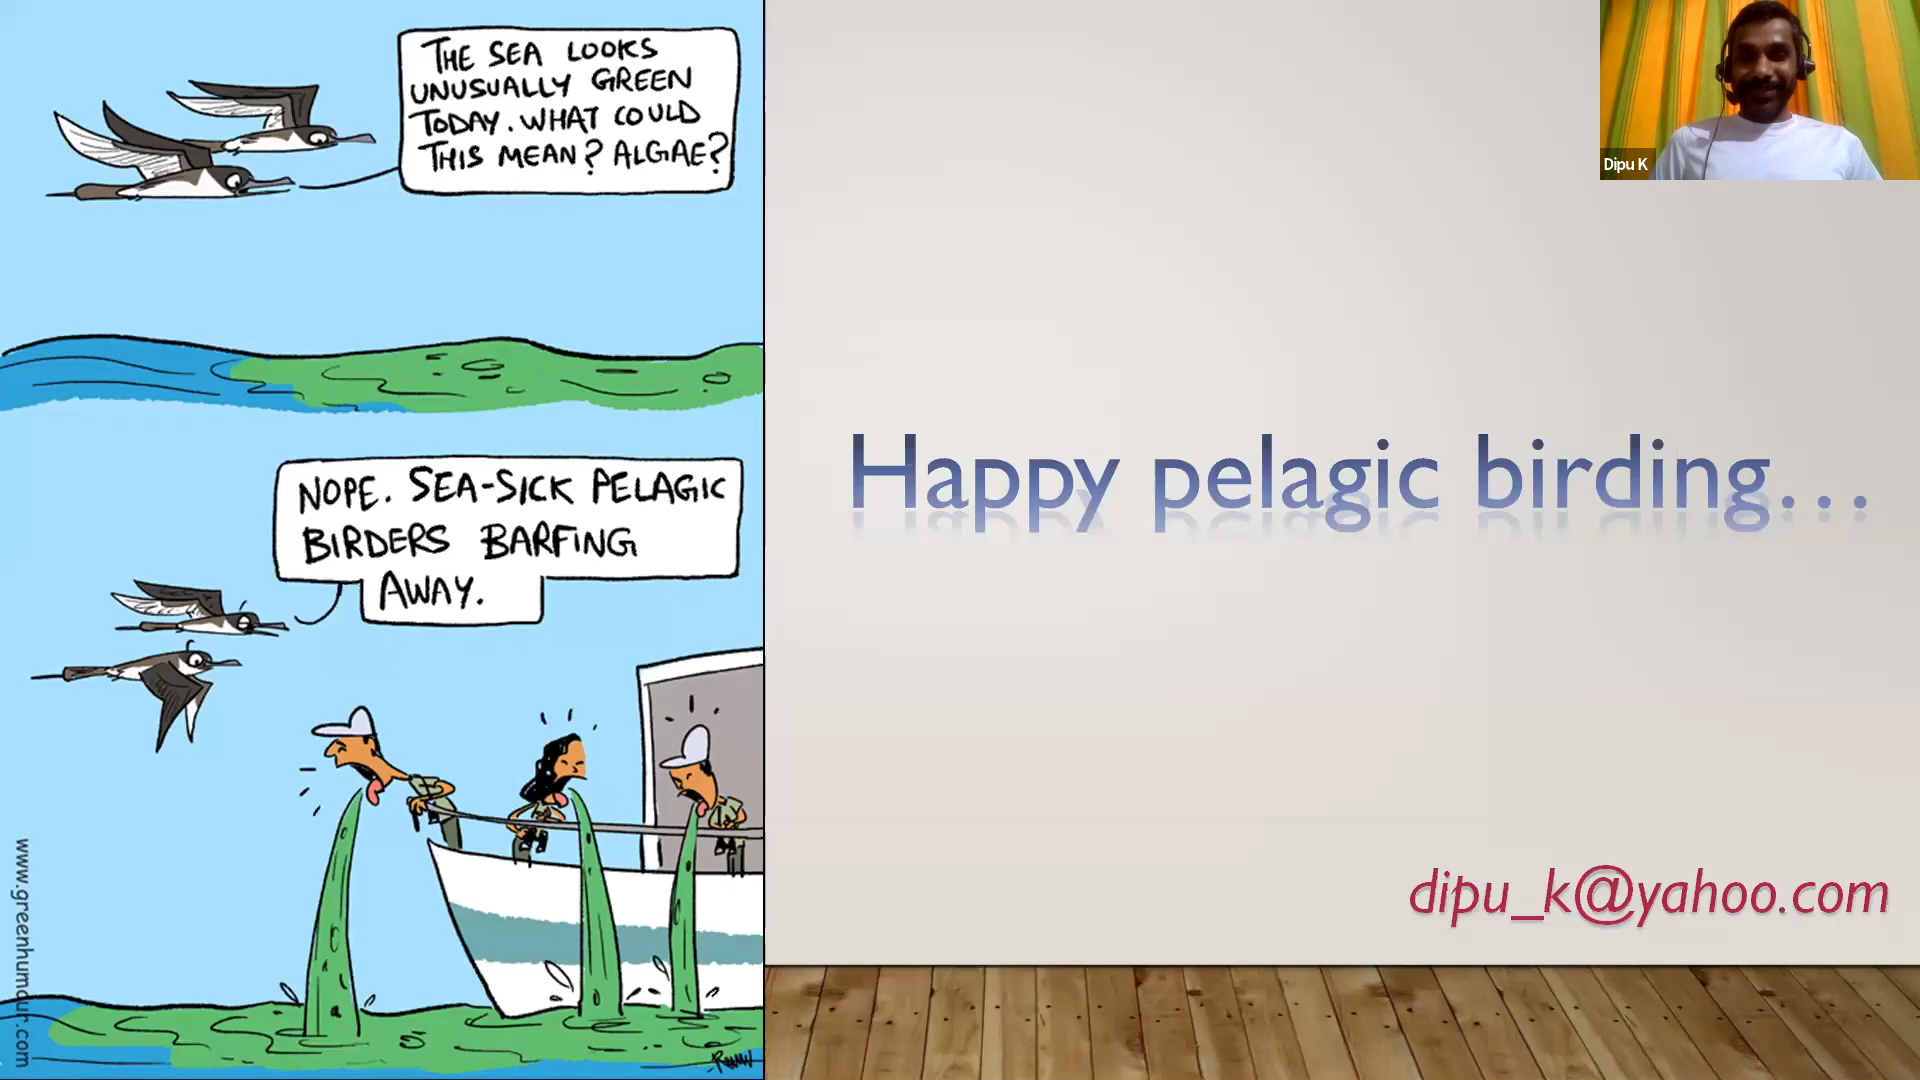 THE SEA LOOKS
UNUSUALLY GREEN
TODAY. WHAT COULD
THIS MEAN? ALGAE?
NOPE. SEA-SICK PELAGIC
BIRDERS BARFING
AWAY.
www.greenhumour.com
Happy pelagic birding...
dipu_k@yahoo.com
Dipu K